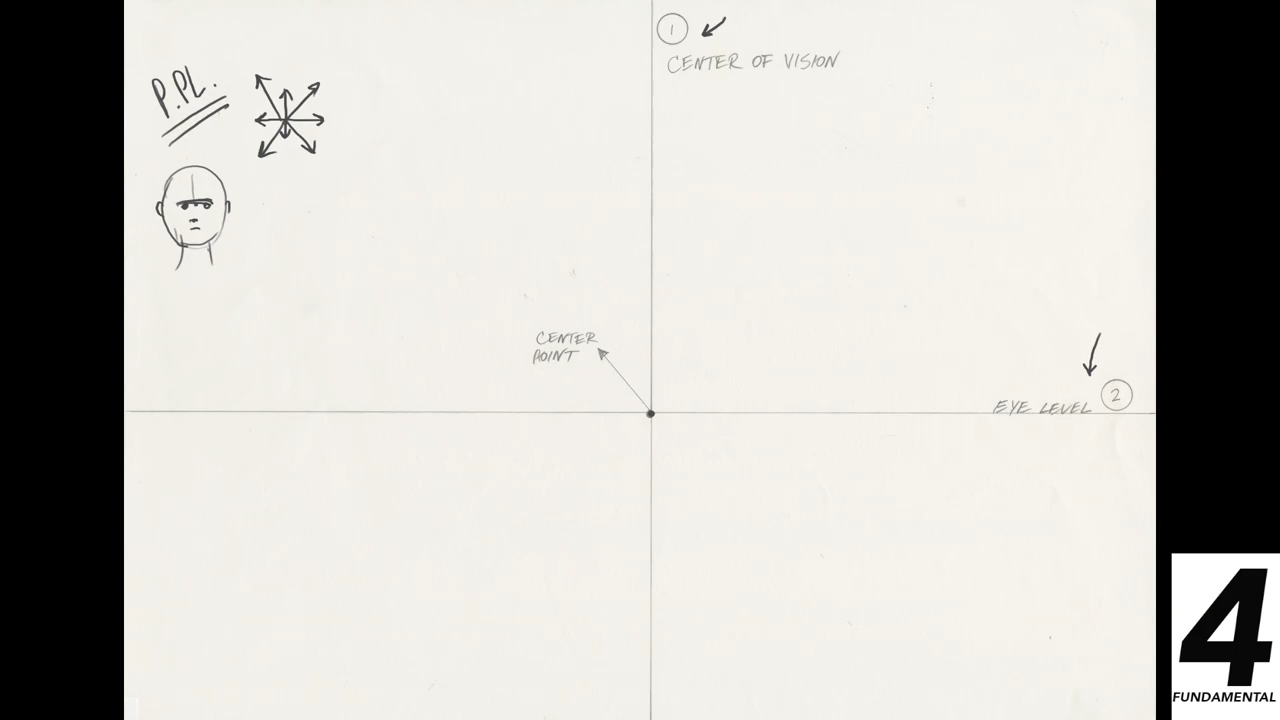 1
CENTER OF VISION
P.PL.
CENTER
POINT
EYE LEVEL 2
4
FUNDAMENTAL